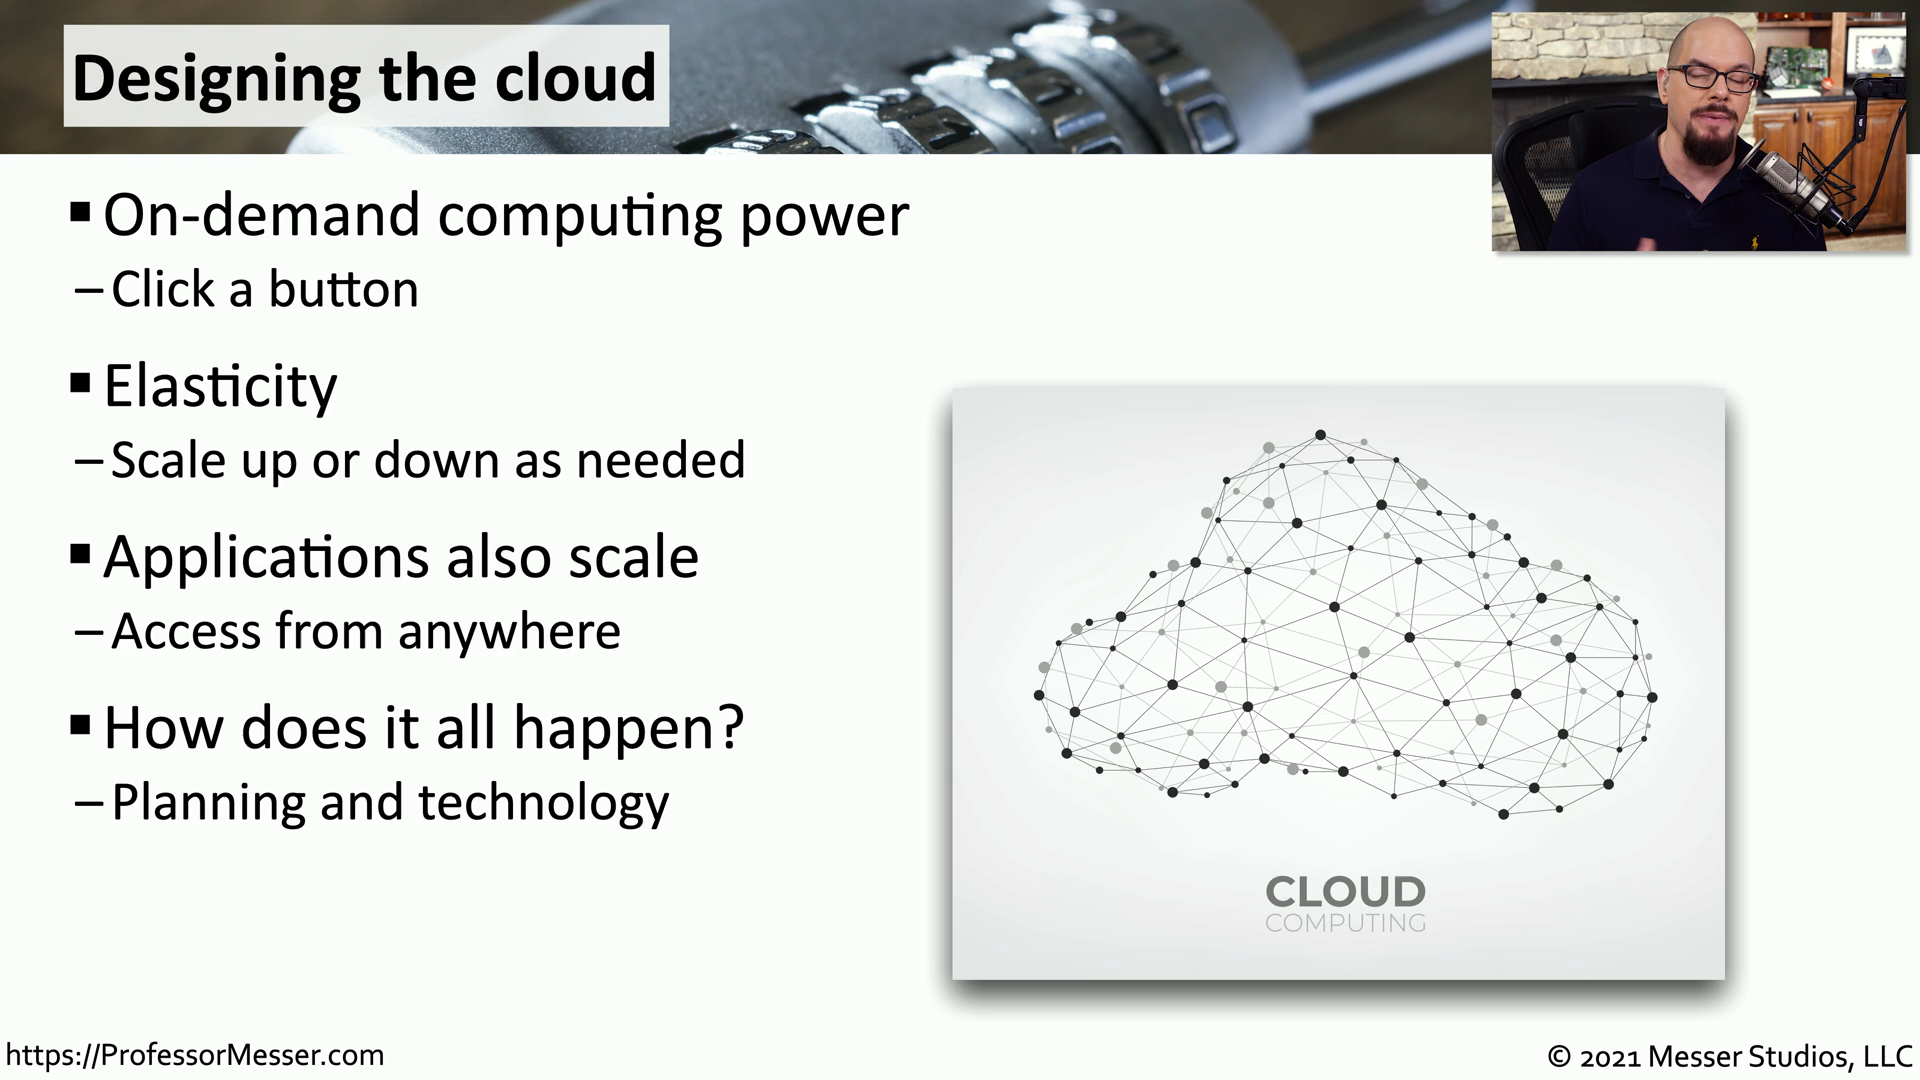 Designing the cloud
▪ On-demand computing power
– Click a button
▪ Elasticity
– Scale up or down as needed
▪ Applications also scale
– Access from anywhere
▪ How does it all happen?
– Planning and technology
CLOUD
COMPUTING
https://ProfessorMesser.com
© 2021 Messer Studios, LLC